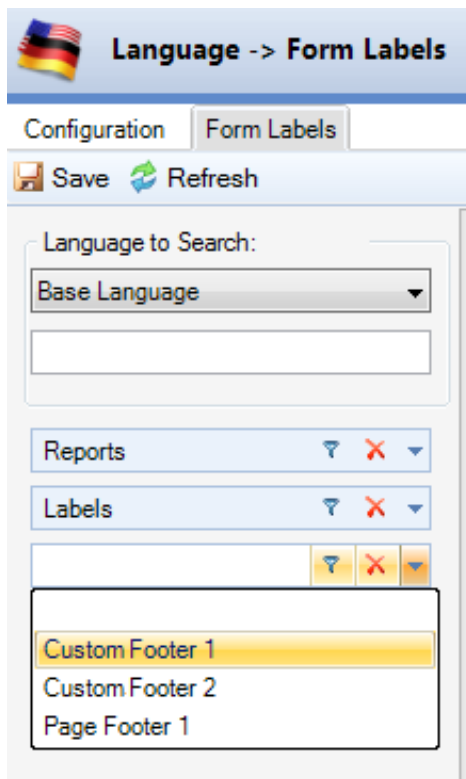 Language -> Form Labels
Configuration Form Labels
Save Refresh
Language to Search:
Base Language
Reports
Labels
Custom Footer 1
Custom Footer 2
Page Footer 1